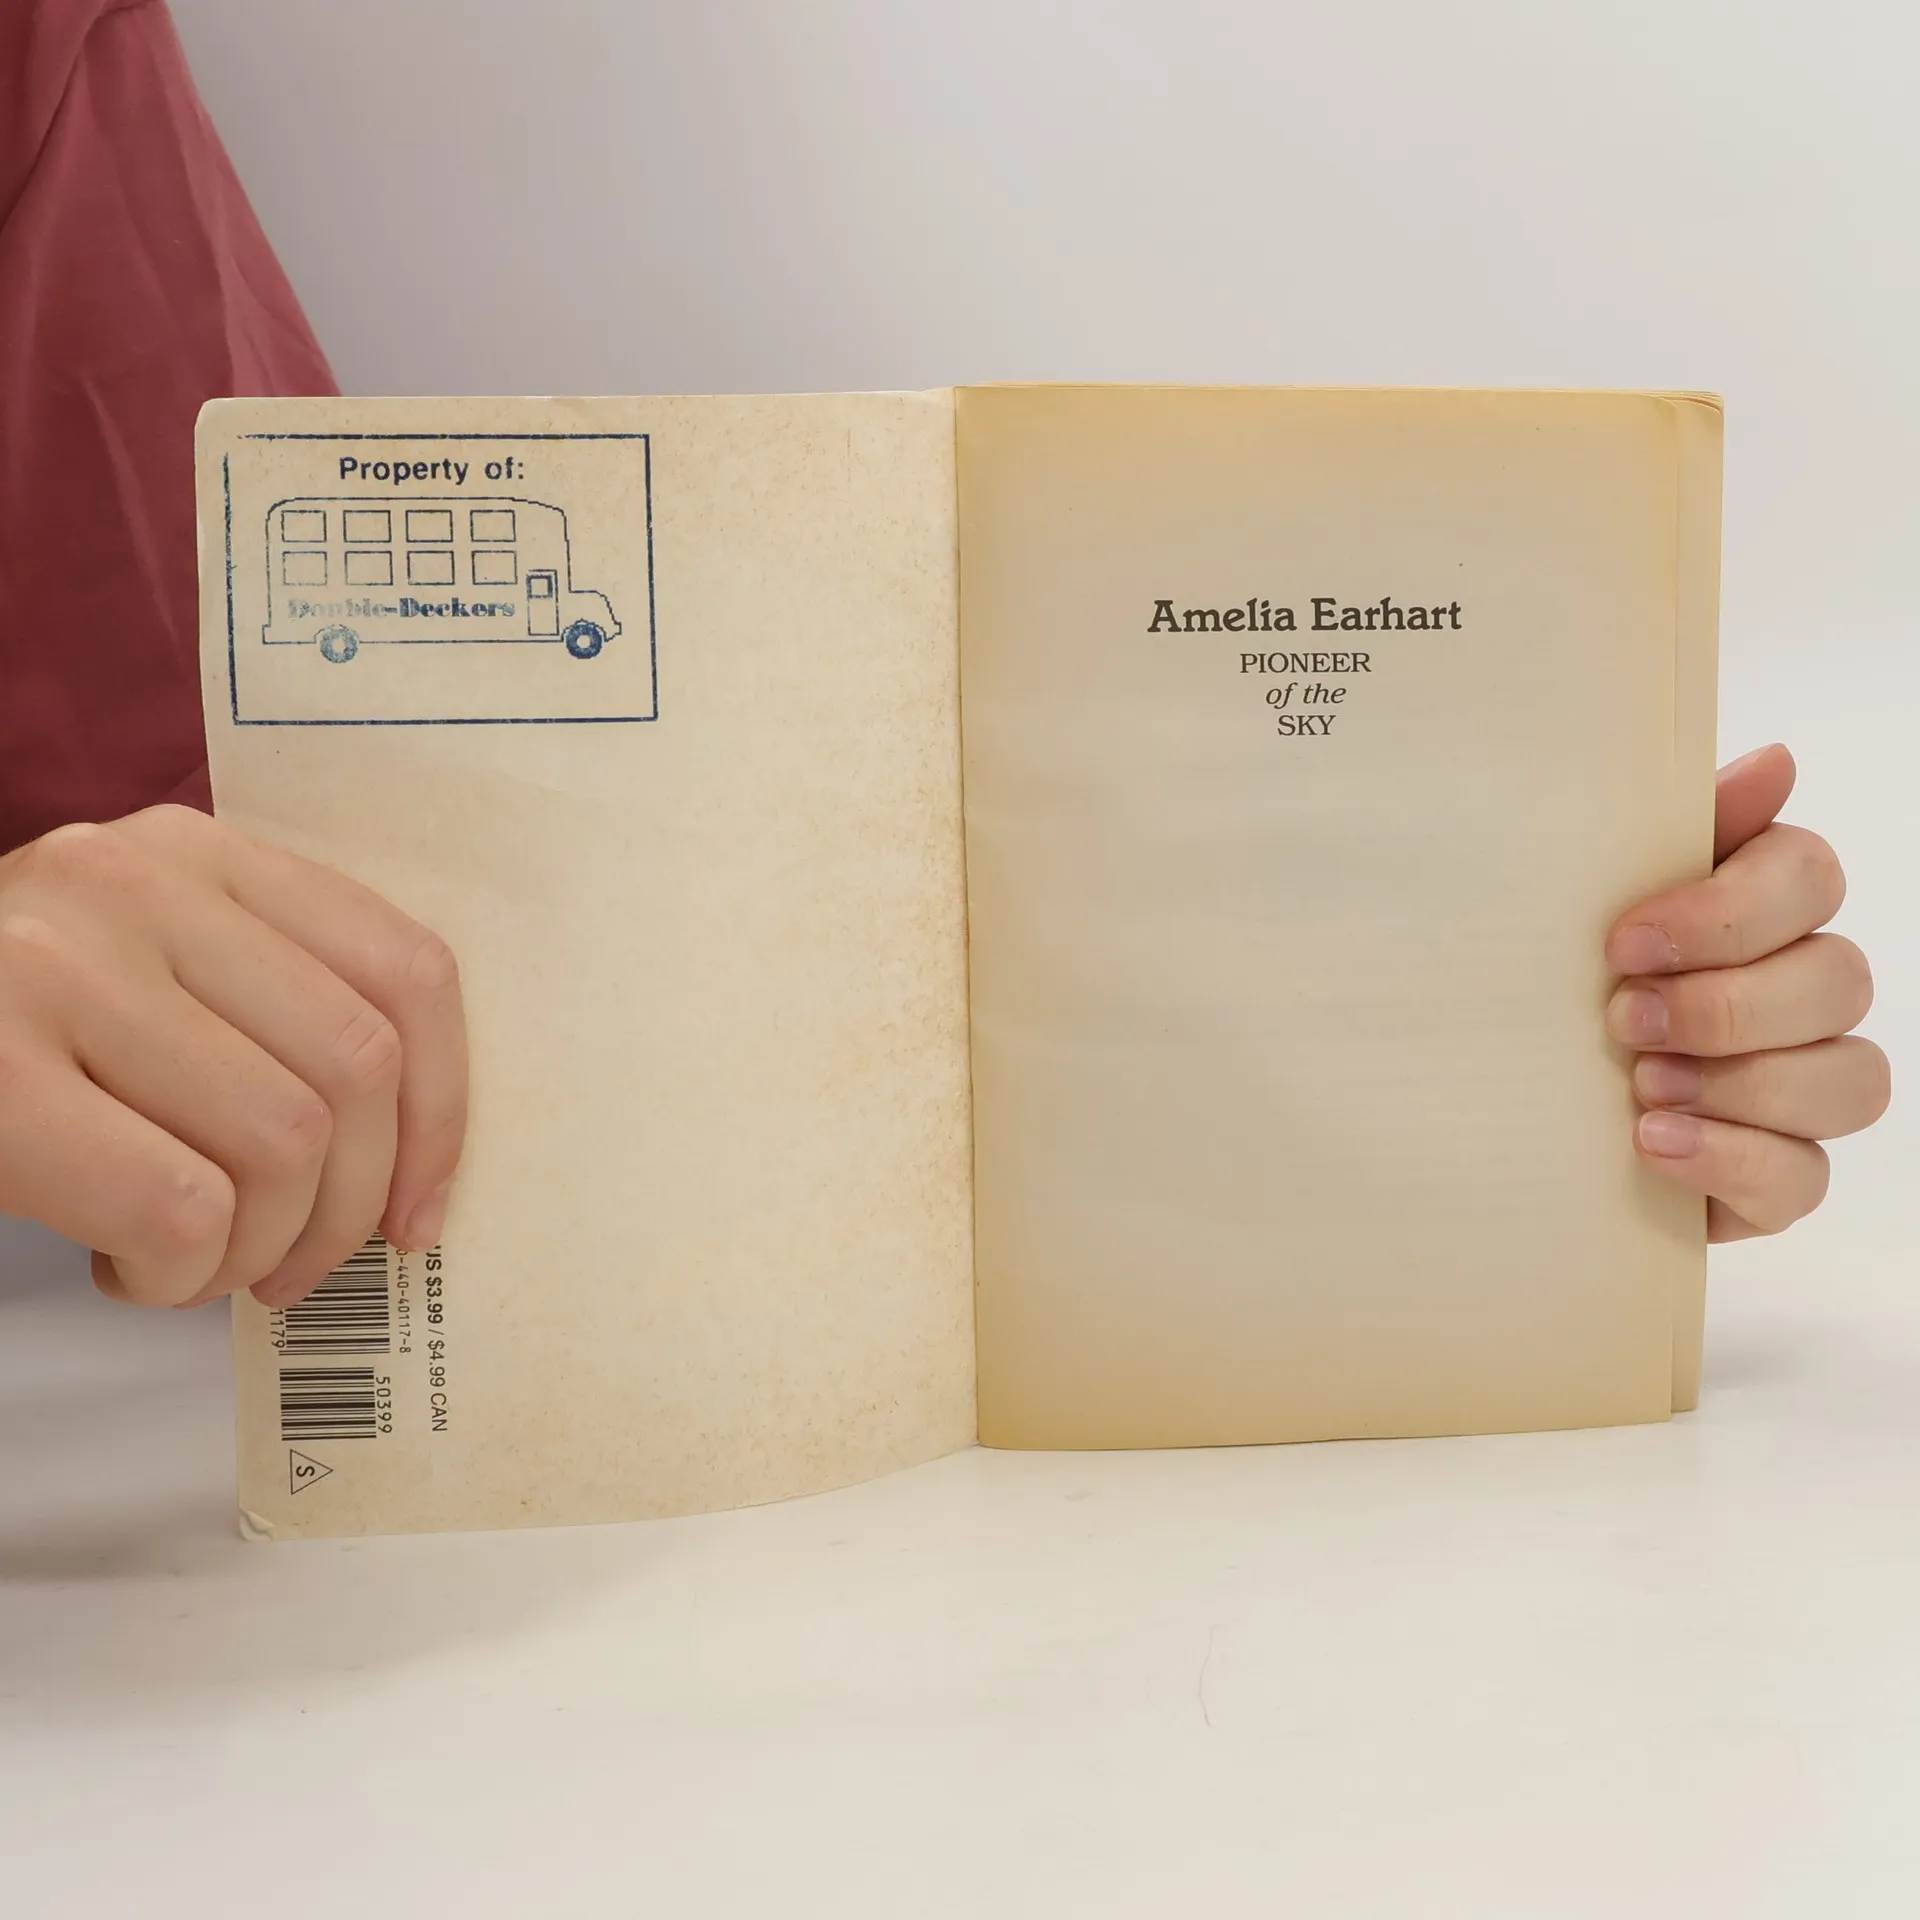 Property of:
Double-Deckers
0-440-40117-8
US $3.99 / $4.99 CAN
1179
50399
S
Amelia Earhart
PIONEER
of the
SKY